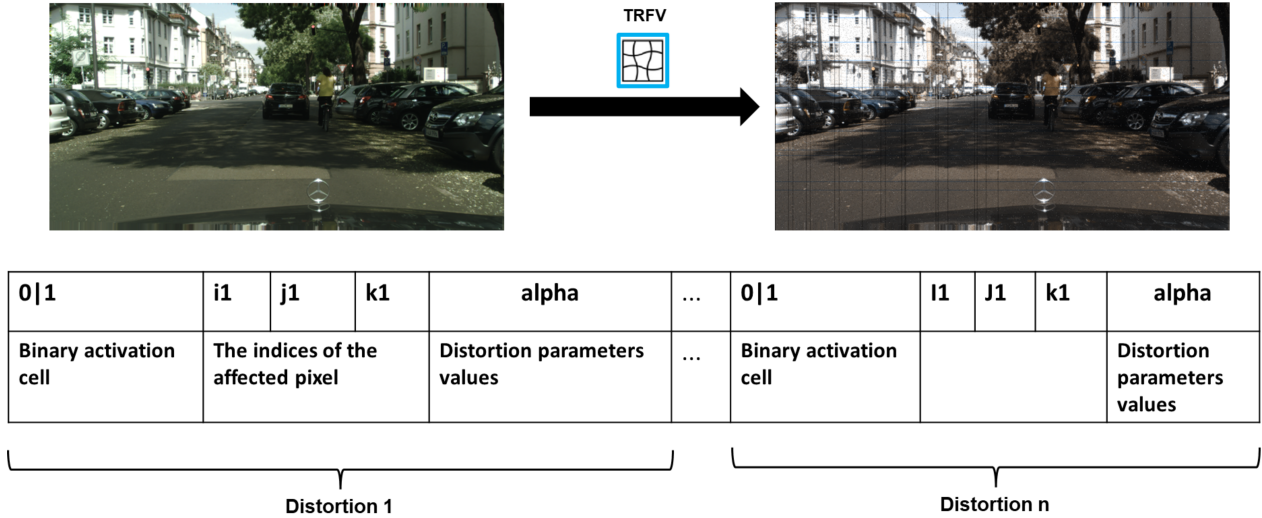 TRFV
0|1 i1 j1 k1 alpha ... 0|1 I1 J1 k1 alpha
Binary activation cell
The indices of the affected pixel
Distortion parameters values
...
Binary activation cell
Distortion parameters values
Distortion 1
Distortion n